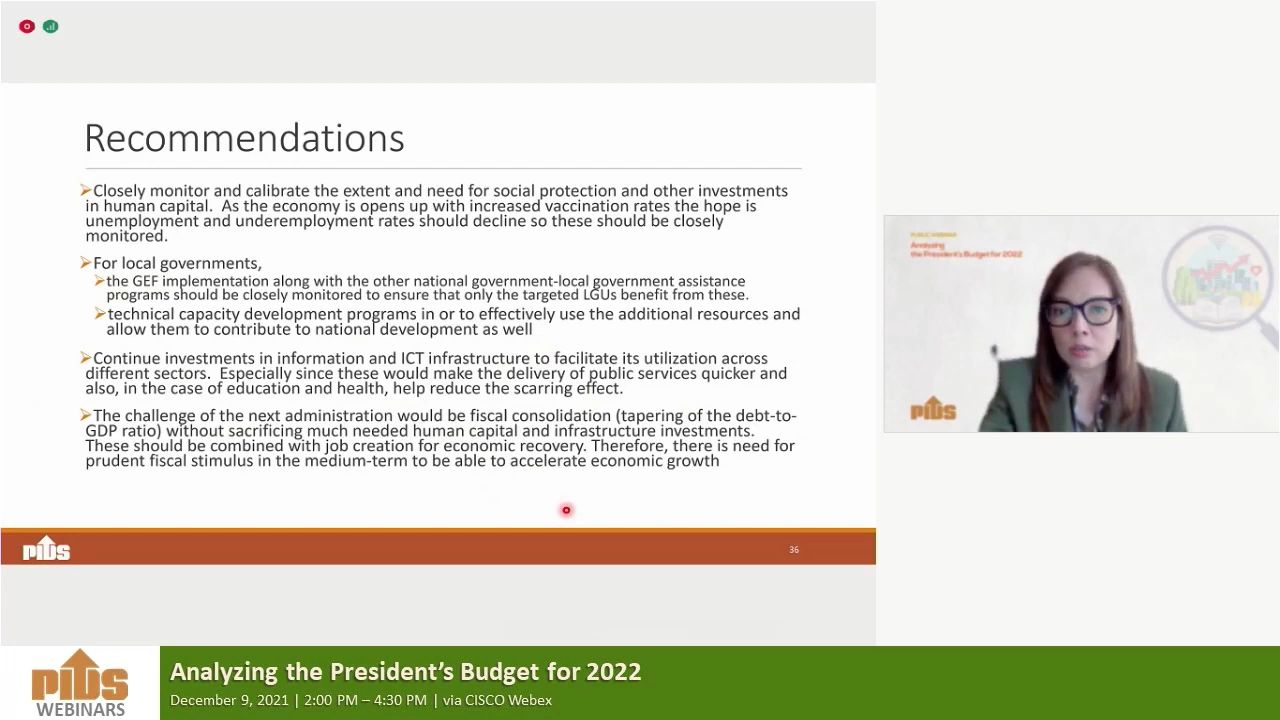 Recommendations
➢Closely monitor and calibrate the extent and need for social protection and other investments
in human capital. As the economy is opens up with increased vaccination rates the hope is
unemployment and underemployment rates should decline so these should be closely
monitored.
➢For local governments,
➢the GEF implementation along with the other national government-local government assistance
programs should be closely monitored to ensure that only the targeted LGUs benefit from these.
➢technical capacity development programs in or to effectively use the additional resources and
allow them to contribute to national development as well
➢Continue investments in information and ICT infrastructure to facilitate its utilization across
different sectors. Especially since these would make the delivery of public services quicker and
also, in the case of education and health, help reduce the scarring effect.
➢The challenge of the next administration would be fiscal consolidation (tapering of the debt-to-
GDP ratio) without sacrificing much needed human capital and infrastructure investments.
These should be combined with job creation for economic recovery. Therefore, there is need for
prudent fiscal stimulus in the medium-term to be able to accelerate economic growth
pids
36
PUBLIC WEBINAR
Analyzing
the President's Budget for 2022
pids
pids
WEBINARS
Analyzing the President's Budget for 2022
December 9, 2021 | 2:00 PM – 4:30 PM | via CISCO Webex